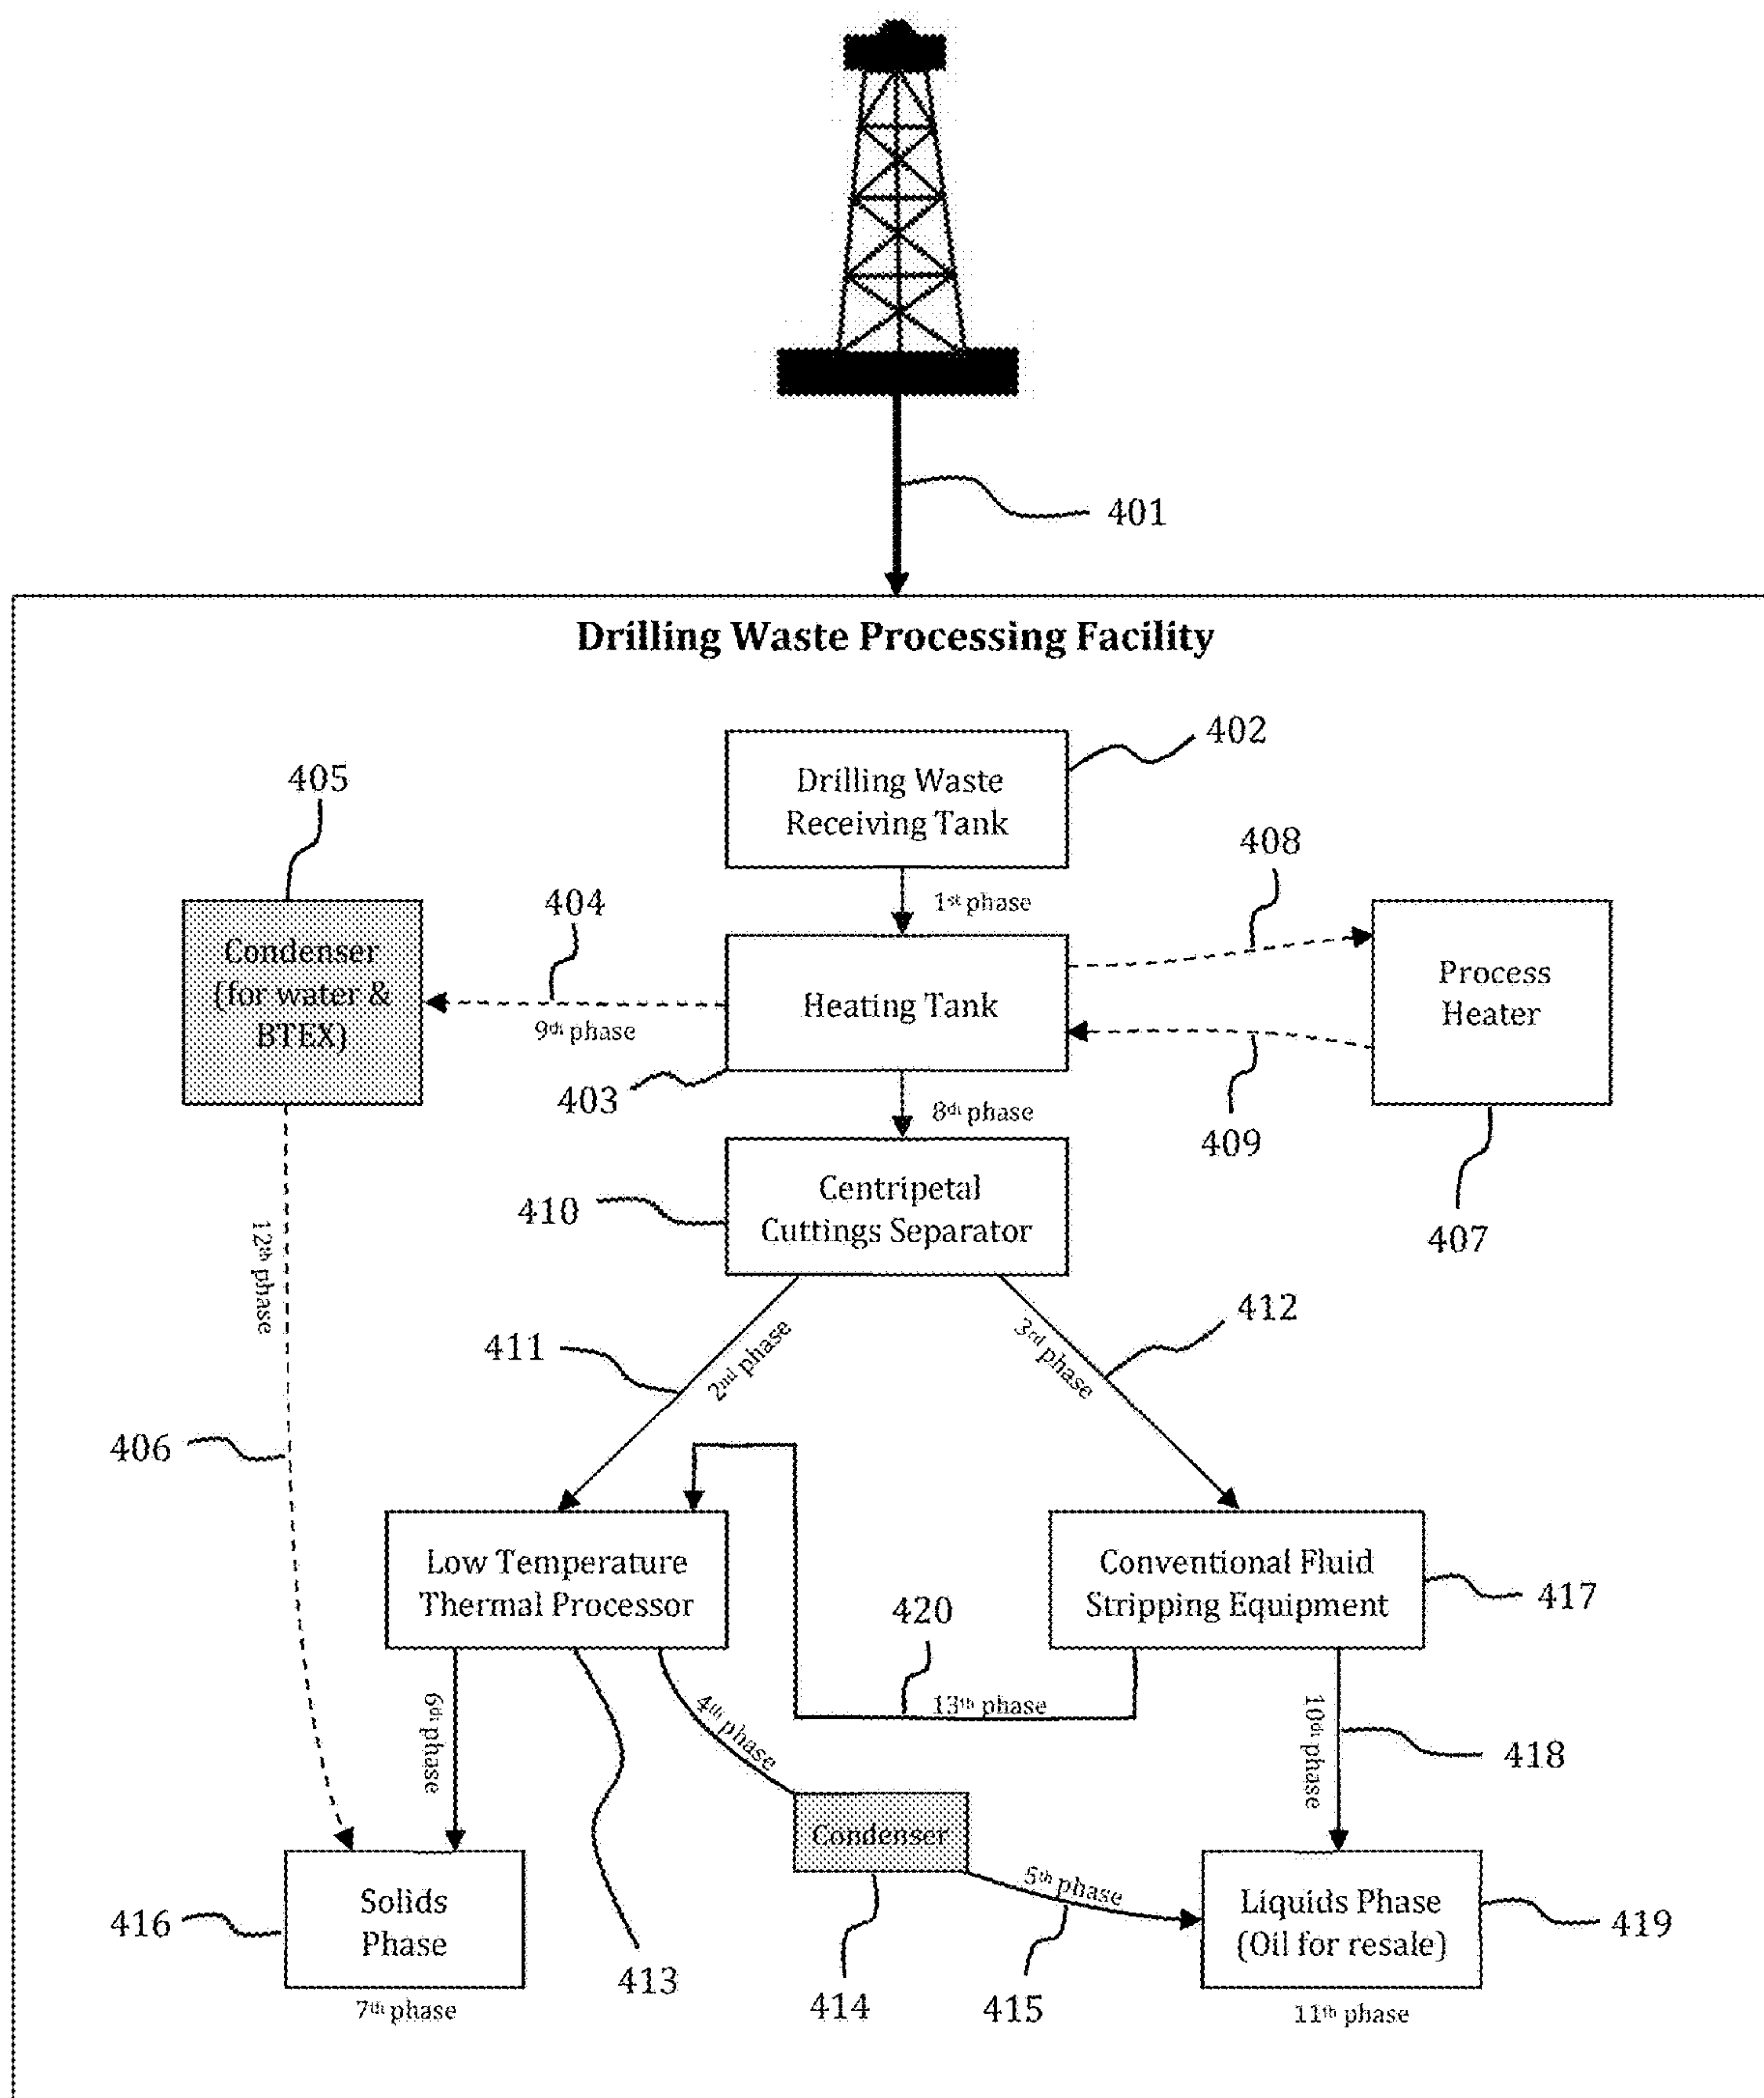 401
Drilling Waste Processing Facility
402
Drilling Waste
Receiving Tank
405
408
404
1st phase
Condenser
(for water &
BTEX)
9th phase
Heating Tank
Process
Heater
403
8th phase
409
407
410
Centripetal
Cuttings Separator
12th phase
411
2nd phase
3rd phase
412
406
Low Temperature
Thermal Processor
Conventional Fluid
Stripping Equipment
417
420
6th phase
4th phase
13th phase
10th phase
418
Condenser
5th phase
416
Solids
Phase
Liquids Phase
(Oil for resale)
419
413
414
415
7th phase
11th phase